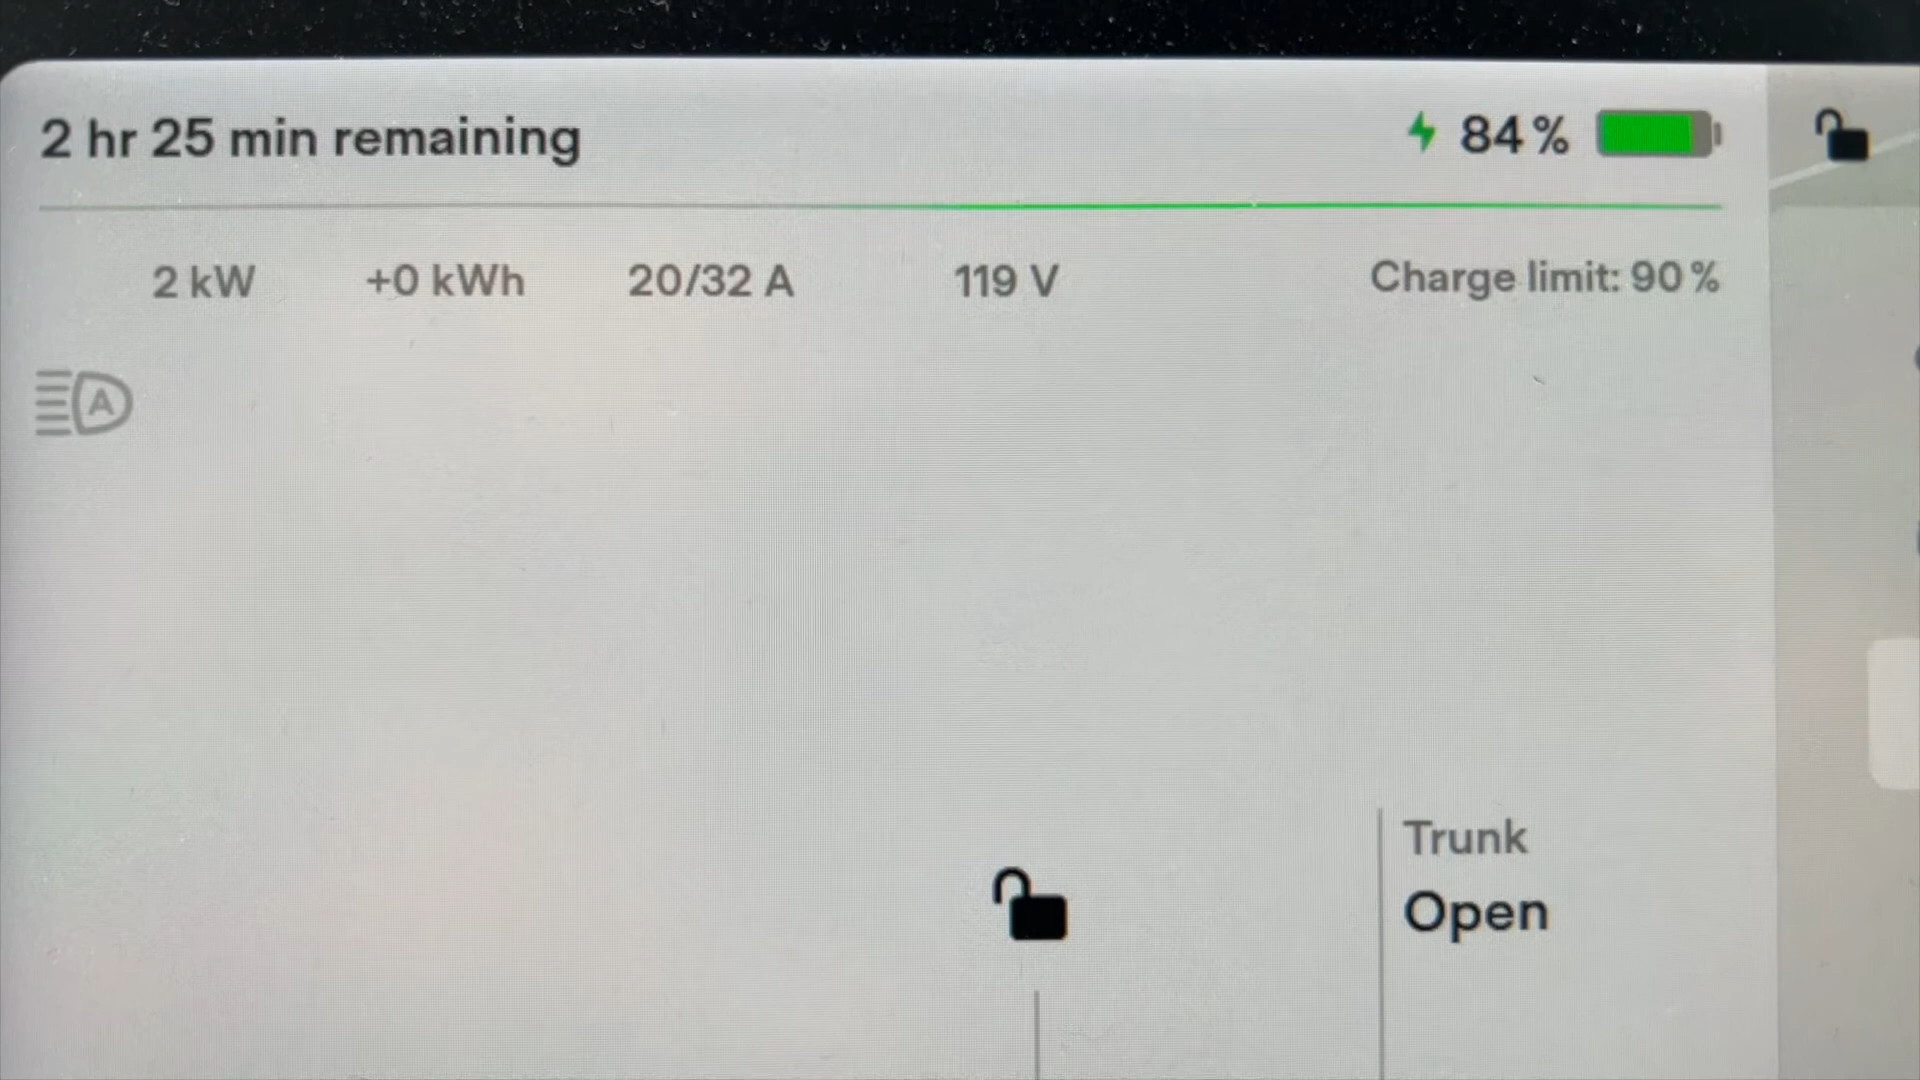 2 hr 25 min remaining
84%
2 kW +0 kWh 20/32 A 119 V Charge limit: 90%
A
Trunk
Open